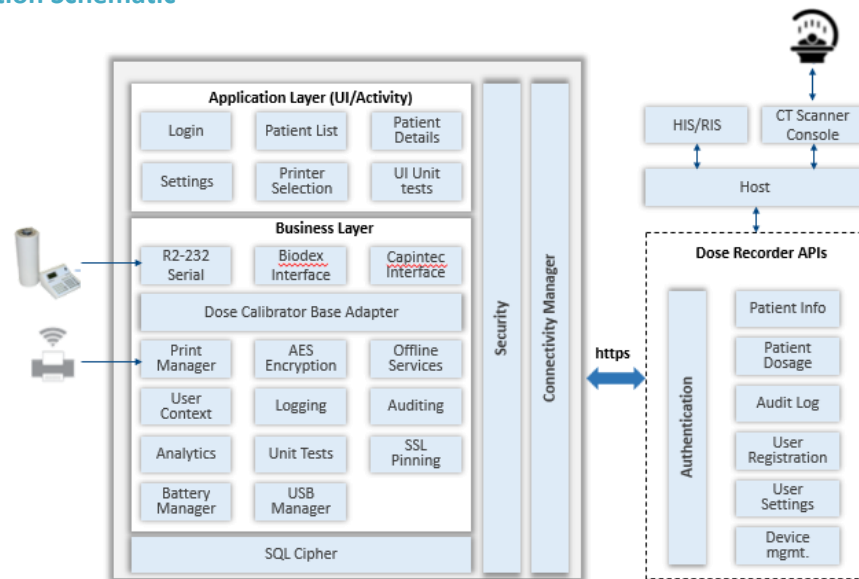 Application Layer (UI/Activity)
Login
Patient List
Patient
Details
Settings
Printer
Selection
UI Unit
tests
Business Layer
R2-232
Serial
Biodex
Interface
Capintec
Interface
Dose Calibrator Base Adapter
Print
Manager
AES
Encryption
Offline
Services
User
Context
Logging
Auditing
Analytics
Unit Tests
SSL
Pinning
Battery
Manager
USB
Manager
SQL Cipher
Security
Connectivity Manager
https
HIS/RIS
CT Scanner
Console
Host
Dose Recorder APIs
Authentication
Patient Info
Patient
Dosage
Audit Log
User
Registration
User
Settings
Device
mgmt.